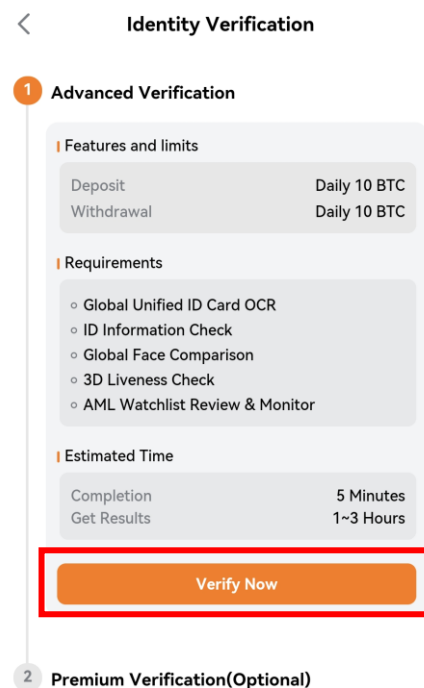 Identity Verification
1
Advanced Verification
Features and limits
Deposit Daily 10 BTC
Withdrawal Daily 10 BTC
Requirements
Global Unified ID Card OCR
ID Information Check
Global Face Comparison
3D Liveness Check
AML Watchlist Review & Monitor
Estimated Time
Completion 5 Minutes
Get Results 1~3 Hours
Verify Now
2
Premium Verification(Optional)